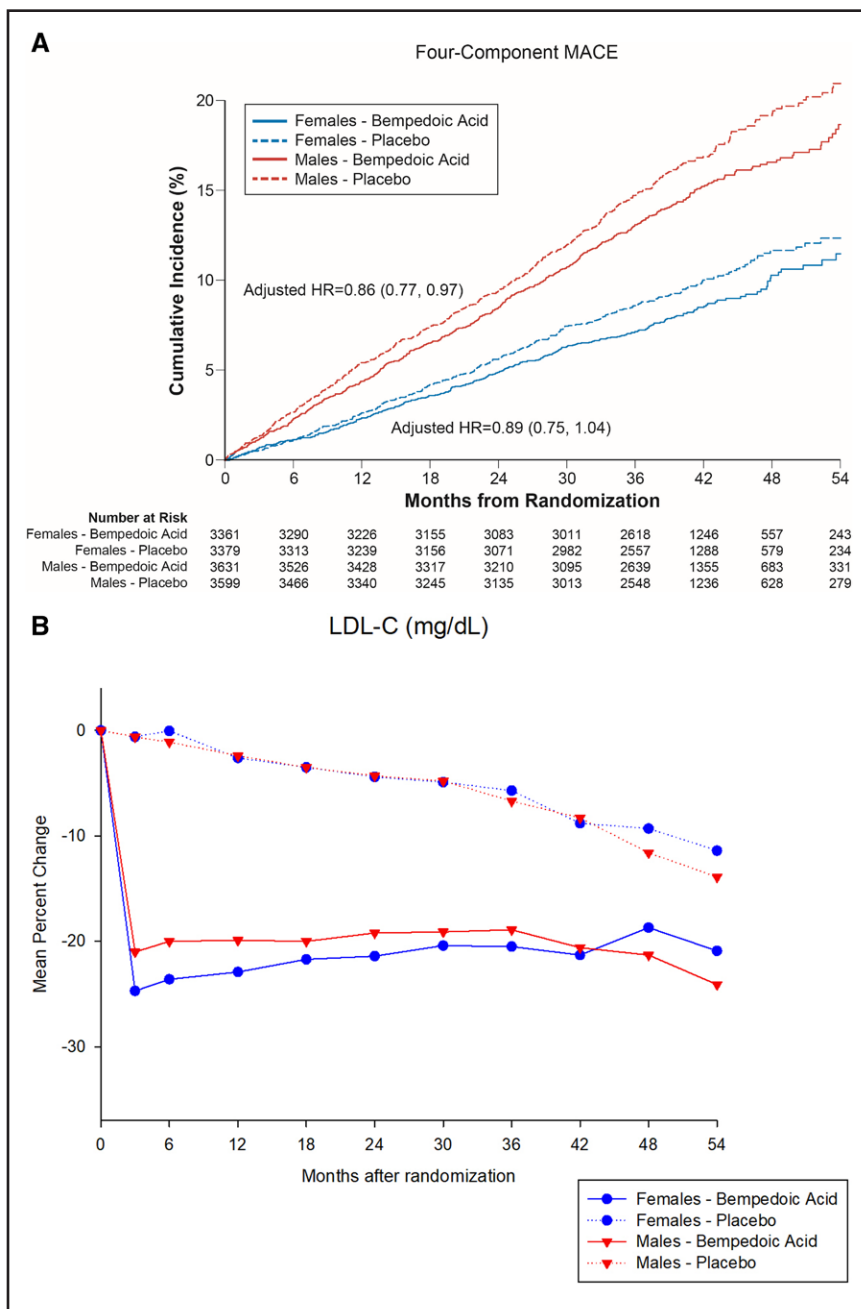 A
Four-Component MACE
20
15
10
5
0
Cumulative Incidence (%)
Females - Bempedoic Acid
Females - Placebo
Males - Bempedoic Acid
Males - Placebo
Adjusted HR=0.86 (0.77, 0.97)
Adjusted HR=0.89 (0.75, 1.04)
0 6 12 18 24 30 36 42 48 54
Months from Randomization
Number at Risk
Females - Bempedoic Acid 3361 3290 3226 3155 3083 3011 2618 1246 557 243
Females - Placebo 3379 3313 3239 3156 3071 2982 2557 1288 579 234
Males - Bempedoic Acid 3631 3526 3428 3317 3210 3095 2639 1355 683 331
Males - Placebo 3599 3466 3340 3245 3135 3013 2548 1236 628 279
B
LDL-C (mg/dL)
0
-10
-20
-30
Mean Percent Change
0 6 12 18 24 30 36 42 48 54
Months after randomization
Females - Bempedoic Acid
Females - Placebo
Males - Bempedoic Acid
Males - Placebo